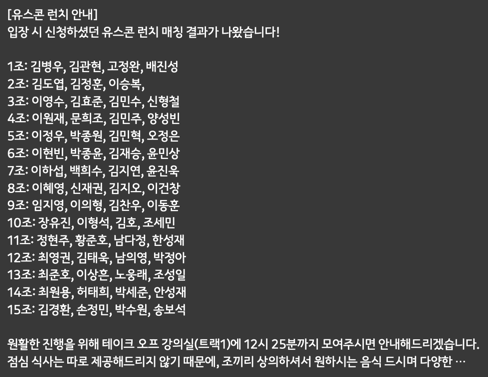 [유스콘 런치 안내]
입장 시 신청하셨던 유스콘 런치 매칭 결과가 나왔습니다!
1조: 김병우, 김관현, 고정완, 배진성
2조: 김도엽, 김정훈, 이승복,
3조: 이영수, 김효준, 김민수, 신형철
4조: 이원재, 문희조, 김민주, 양성빈
5조: 이정우, 박종원, 김민혁, 오정은
6조: 이현빈, 박종윤, 김재승, 윤민상
7조: 이하섭, 백희수, 김지연, 윤진욱
8조: 이혜영, 신재권, 김지오, 이건창
9조: 임지영, 이의형, 김찬우, 이동훈
10조: 장유진, 이형석, 김호, 조세민
11조: 정현주, 황준호, 남다정, 한성재
12조: 최영권, 김태욱, 남의영, 박정아
13조: 최준호, 이상흔, 노웅래, 조성일
14조: 최원용, 허태희, 박세준, 안성재
15조: 김경환, 손정민, 박수원, 송보석
원활한 진행을 위해 테이크 오프 강의실(트랙1)에 12시 25분까지 모여주시면 안내해드리겠습니다.
점심 식사는 따로 제공해드리지 않기 때문에, 조끼리 상의하셔서 원하시는 음식 드시며 다양한 …